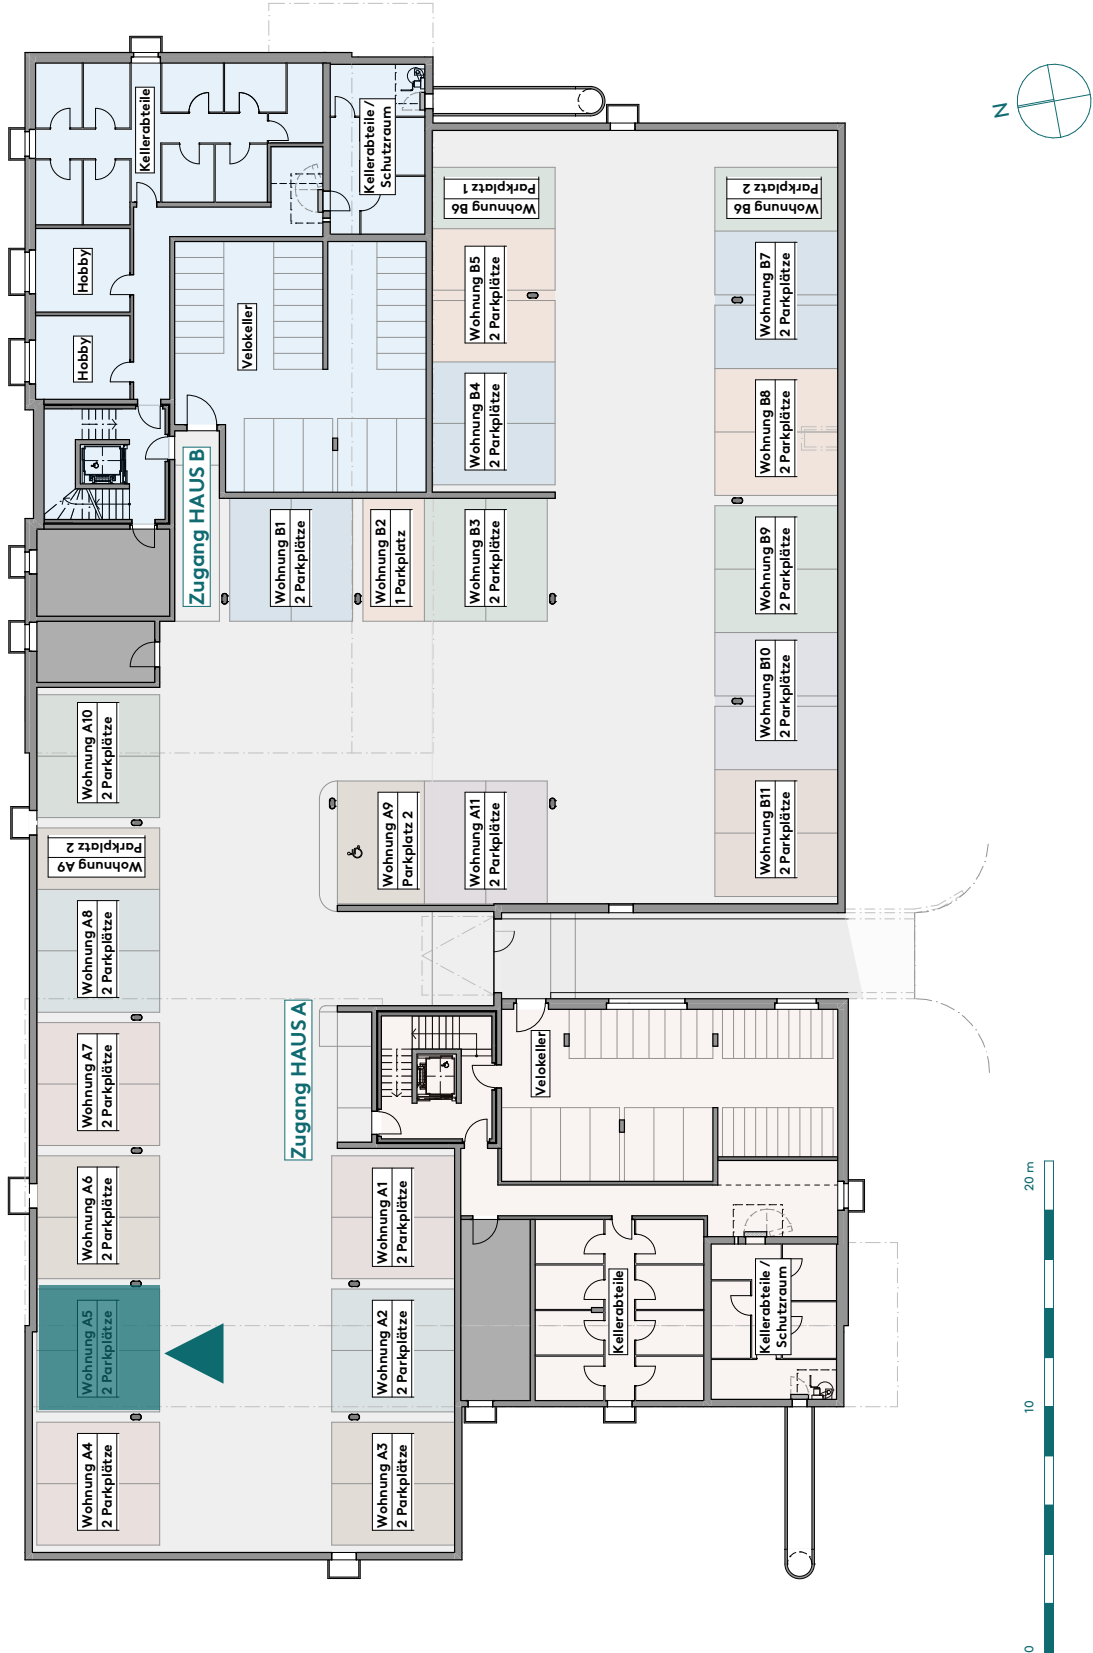 N
Kellerabteile
Kellerabteile /
Schutzraum
Wohnung B6
Parkplatz 1
Wohnung B6
Parkplatz 2
Hobby
Hobby
Velokeller
Wohnung B5
2 Parkplätze
Wohnung B7
2 Parkplätze
Wohnung B4
2 Parkplätze
Wohnung B8
2 Parkplätze
Zugang HAUS B
Wohnung B1
2 Parkplätze
Wohnung B2
1 Parkplatz
Wohnung B3
2 Parkplätze
Wohnung B9
2 Parkplätze
Wohnung B10
2 Parkplätze
Wohnung A10
2 Parkplätze
Wohnung A9
Parkplatz 2
Wohnung A9
Parkplatz 2
Wohnung A11
2 Parkplätze
Wohnung B11
2 Parkplätze
Wohnung A8
2 Parkplätze
Zugang HAUS A
Wohnung A7
2 Parkplätze
Velokeller
Wohnung A6
2 Parkplätze
Wohnung A1
2 Parkplätze
Wohnung A5
2 Parkplätze
Wohnung A2
2 Parkplätze
Kellerabteile
Kellerabteile /
Schutzraum
Wohnung A4
2 Parkplätze
Wohnung A3
2 Parkplätze
20 m
10
0